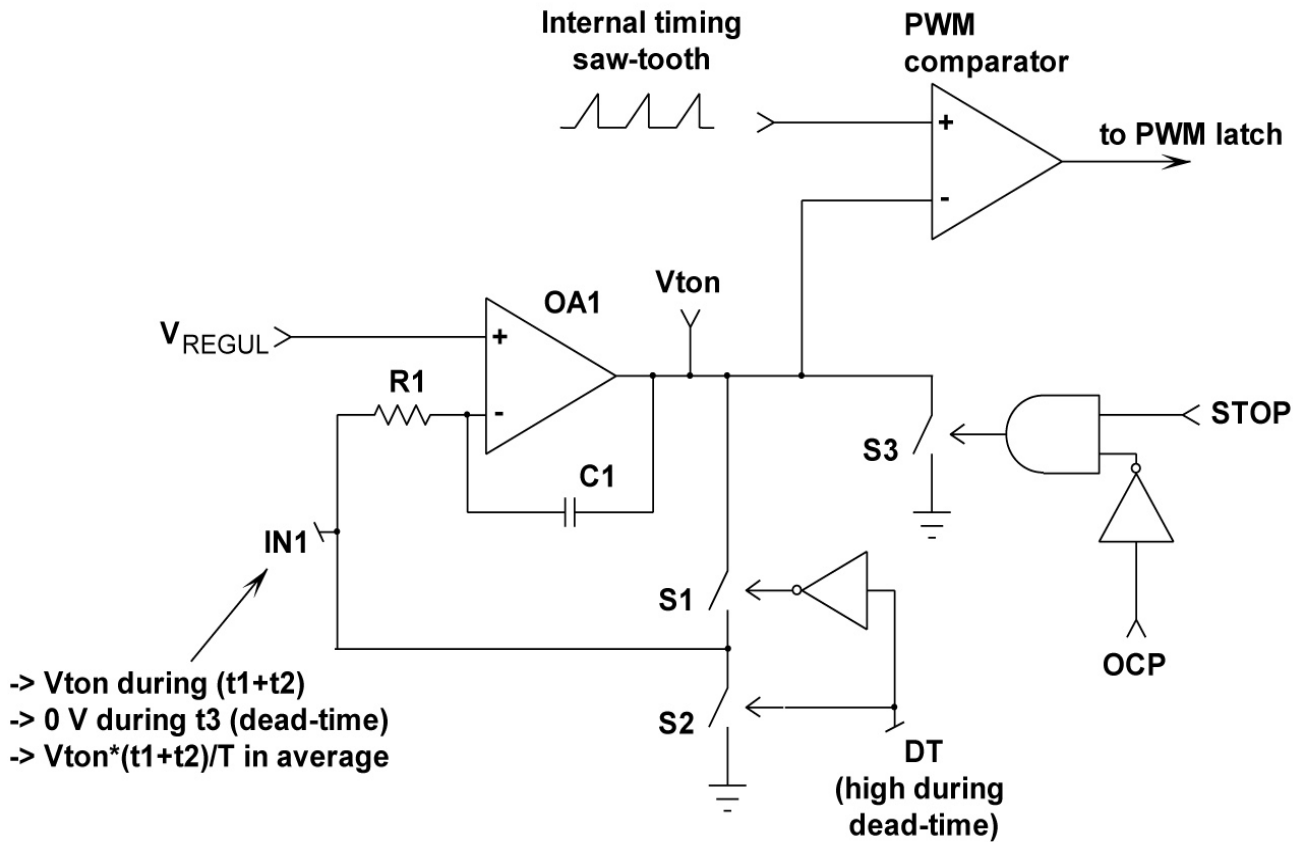 Internal timing
saw-tooth
PWM
comparator
+
-
to PWM latch
Vton
OA1
VREGUL
+
-
R1
C1
S3
STOP
IN1
S1
OCP
-> Vton during (t1+t2)
-> 0 V during t3 (dead-time)
-> Vton*(t1+t2)/T in average
S2
DT
(high during
dead-time)